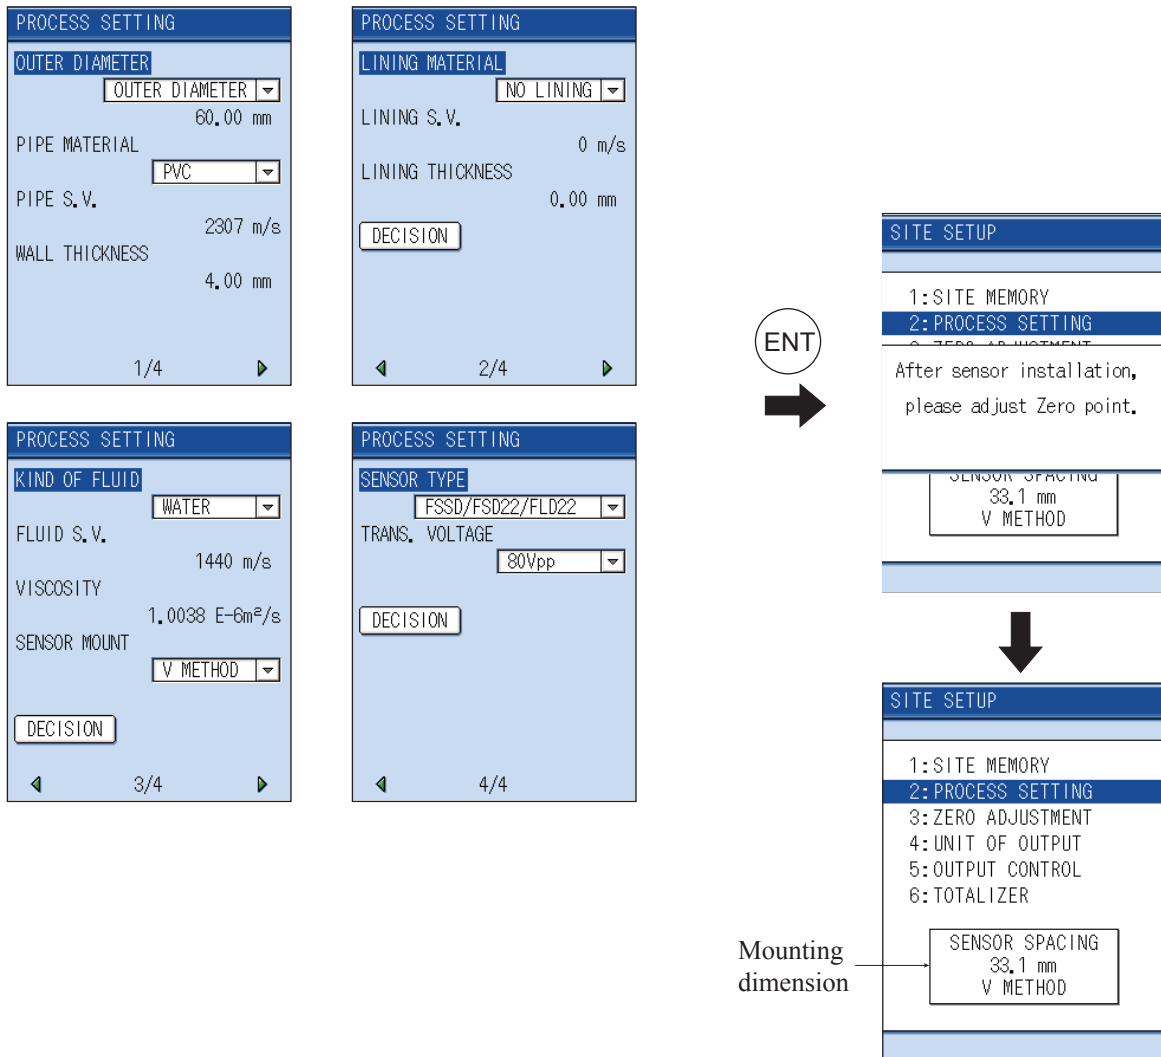 PROCESS SETTING
OUTER DIAMETER
OUTER DIAMETER
60.00 mm
PIPE MATERIAL
PVC
PIPE S.V.
2307 m/s
WALL THICKNESS
4.00 mm
1/4
PROCESS SETTING
LINING MATERIAL
NO LINING
LINING S.V.
0 m/s
LINING THICKNESS
0.00 mm
DECISION
2/4
PROCESS SETTING
KIND OF FLUID
WATER
FLUID S.V.
1440 m/s
VISCOSITY
1.0038 E-6m²/s
SENSOR MOUNT
V METHOD
DECISION
3/4
PROCESS SETTING
SENSOR TYPE
FSSD/FSD22/FLD22
TRANS. VOLTAGE
80Vpp
DECISION
4/4
ENT
SITE SETUP
1:SITE MEMORY
2:PROCESS SETTING
3:ZERO ADJUSTMENT
After sensor installation,
please adjust Zero point.
SENSOR SPACING
33.1 mm
V METHOD
SITE SETUP
1:SITE MEMORY
2:PROCESS SETTING
3:ZERO ADJUSTMENT
4:UNIT OF OUTPUT
5:OUTPUT CONTROL
6:TOTALIZER
Mounting
dimension
SENSOR SPACING
33.1 mm
V METHOD